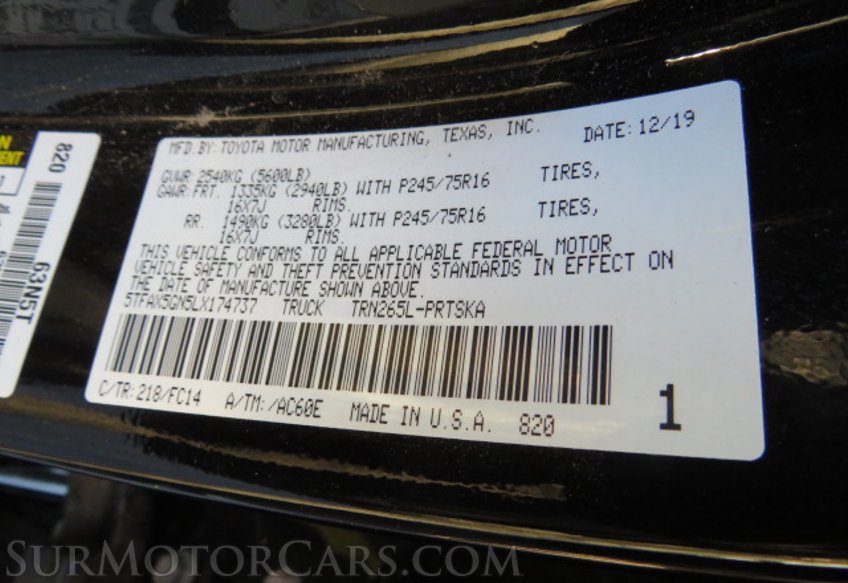 820
63N5T
MFD.BY:TOYOTA MOTOR MANUFACTURING, TEXAS, INC. DATE:12/19
GVWR:2540KG (5600LB)
GAWR:FRT. 1335KG (2940LB) WITH P245/75R16 TIRES,
16X7J RIMS.
RR. 1490KG (3280LB) WITH P245/75R16 TIRES,
16X7J RIMS.
THIS VEHICLE CONFORMS TO ALL APPLICABLE FEDERAL MOTOR
VEHICLE SAFETY AND THEFT PREVENTION STANDARDS IN EFFECT ON
THE DATE OF MANUFACTURE SHOWN ABOVE.
5TFAX5GN5LX174737 TRUCK TRN265L-PRTSKA
C/TR:218/FC14 A/TM:/AC60E MADE IN U.S.A. 820 1
SURMOTORCARS.COM